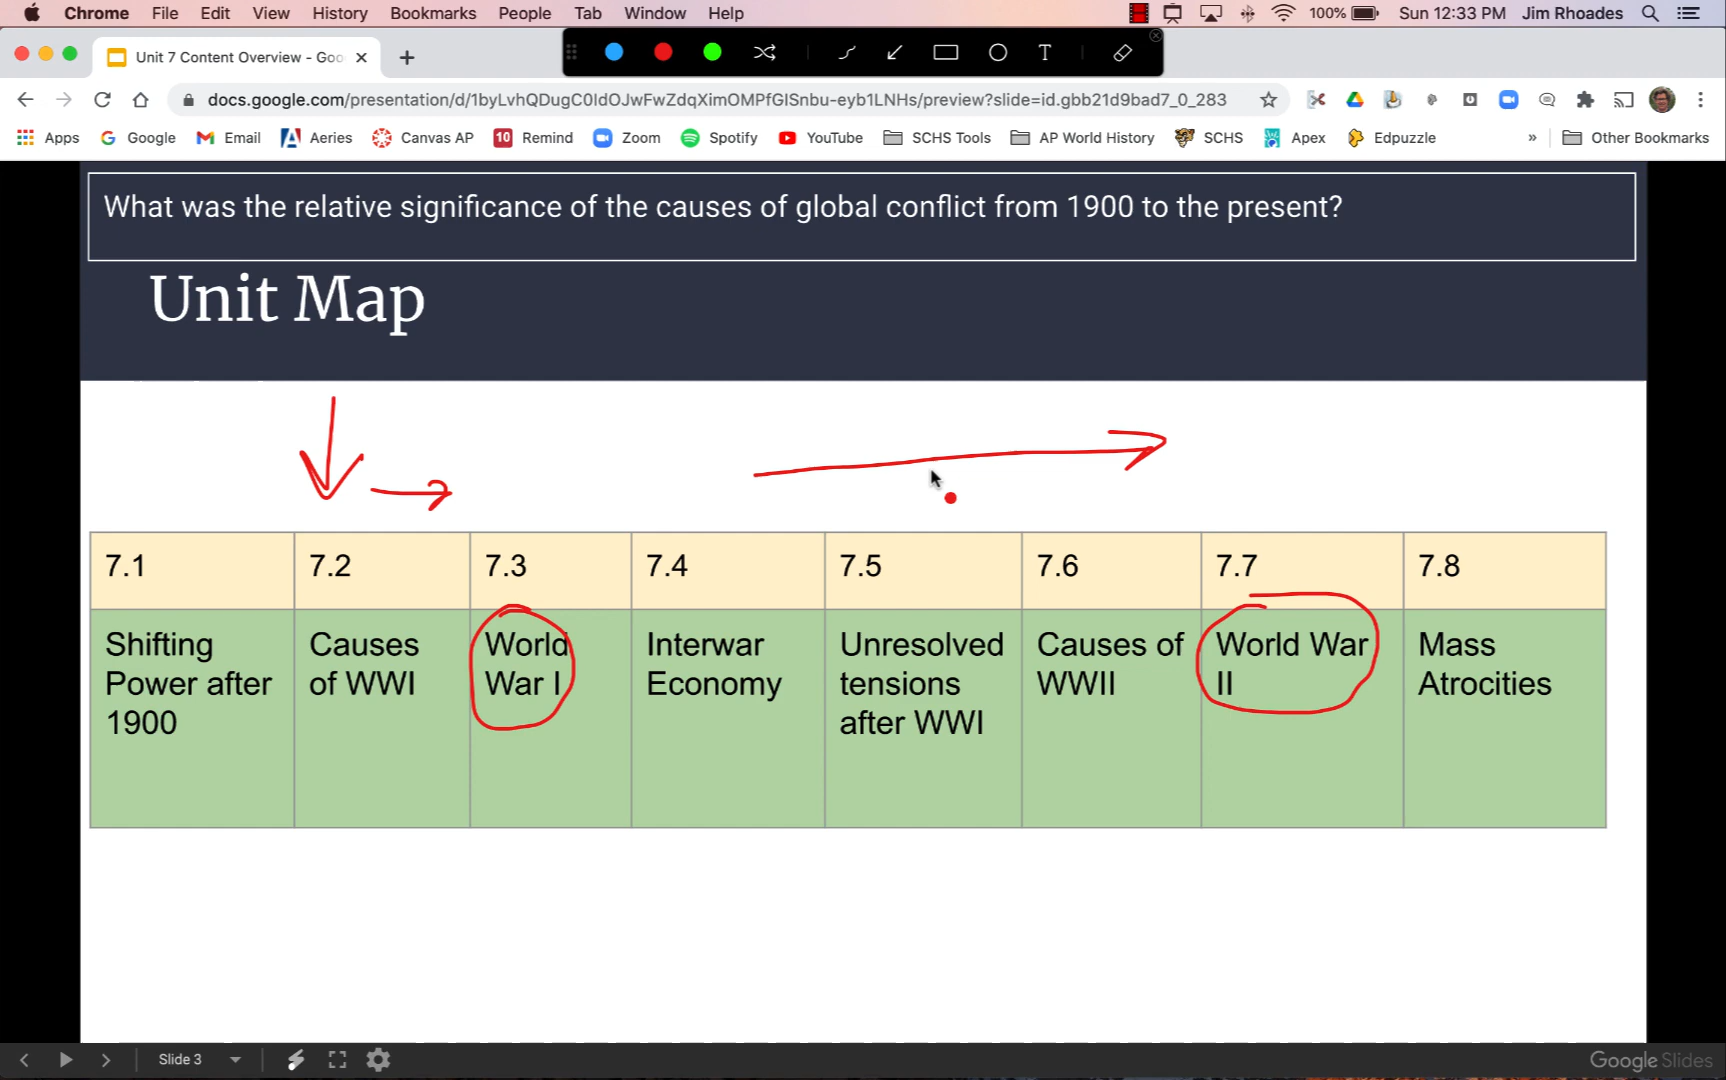 Chrome File Edit View History Bookmarks People Tab Window Help 100% Sun 12:33 PM Jim Rhoades
Unit 7 Content Overview - Goo
T
docs.google.com/presentation/d/1byLvhQDugC0IdOJwFwZdqXimOMPfGISnbu-eyb1LNHs/preview?slide=id.gbb21d9bad7_0_283
Apps Google Email Aeries Canvas AP 10 Remind Zoom Spotify YouTube SCHS Tools AP World History SCHS Apex Edpuzzle » Other Bookmarks
What was the relative significance of the causes of global conflict from 1900 to the present?
Unit Map
7.1 7.2 7.3 7.4 7.5 7.6 7.7 7.8
Shifting Causes World Interwar Unresolved Causes of World War Mass
Power after of WWI War I Economy tensions WWII II Atrocities
1900 after WWI
Slide 3 Google Slides